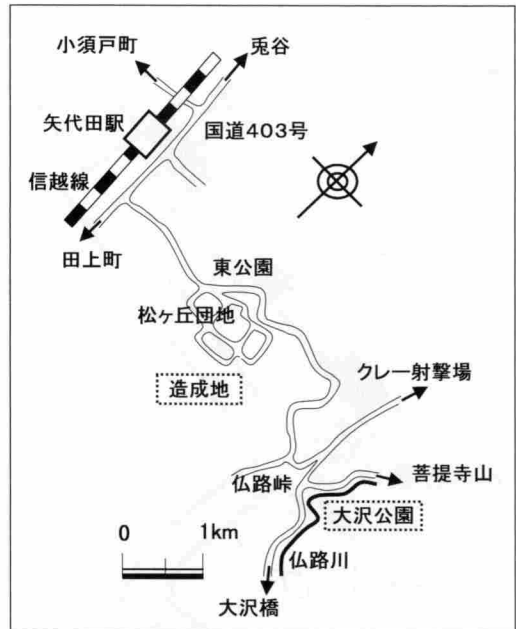 小須戸町
兎谷
矢代田駅
国道403号
信越線
田上町
東公園
松ヶ丘団地
造成地
クレー射撃場
仏路峠
菩提寺山
大沢公園
0 1km
仏路川
大沢橋